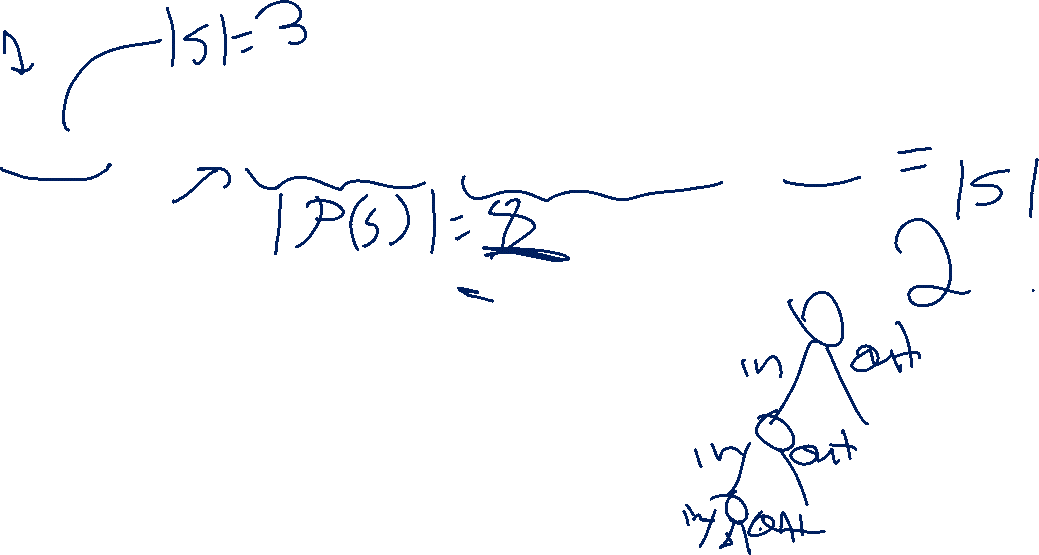 |S|=3
|P(S)|=8
= 2^|S|
in out
in out
in out